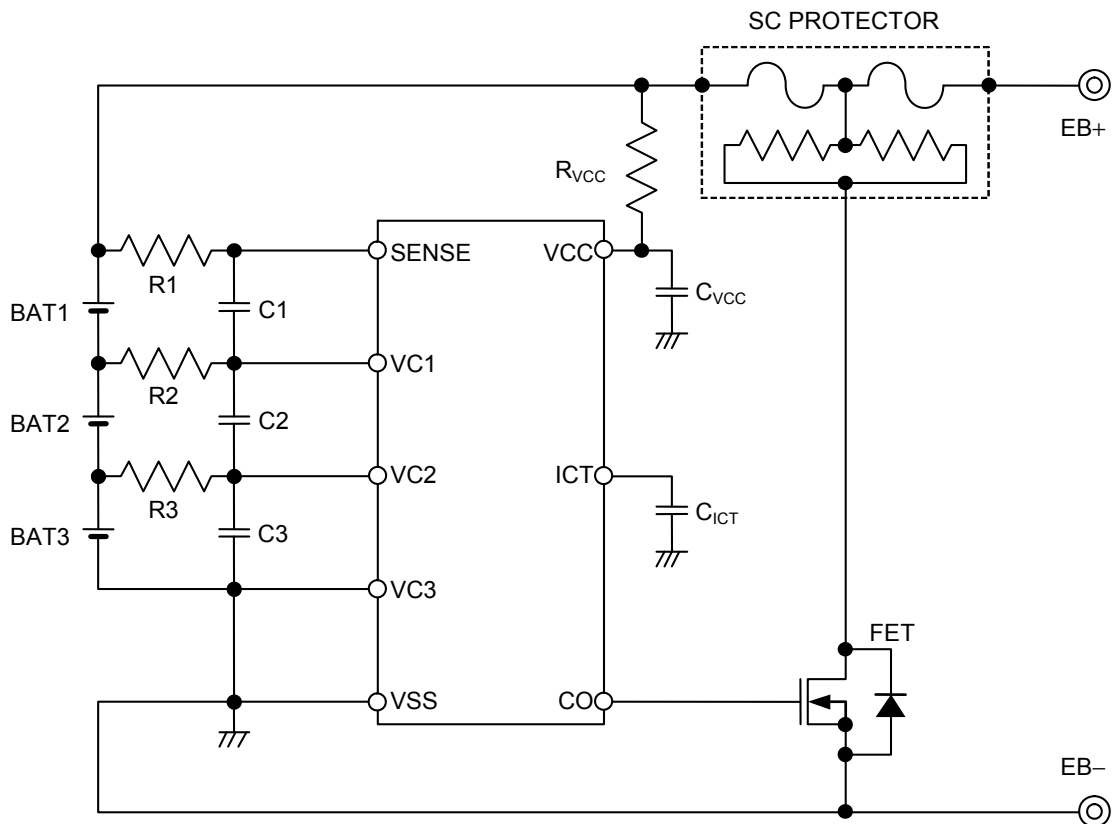 SC PROTECTOR
EB+
RVCC
SENSE
VCC
R1
BAT1
C1
CVCC
VC1
R2
BAT2
C2
VC2
ICT
R3
CICT
BAT3
C3
VC3
FET
VSS
CO
EB−